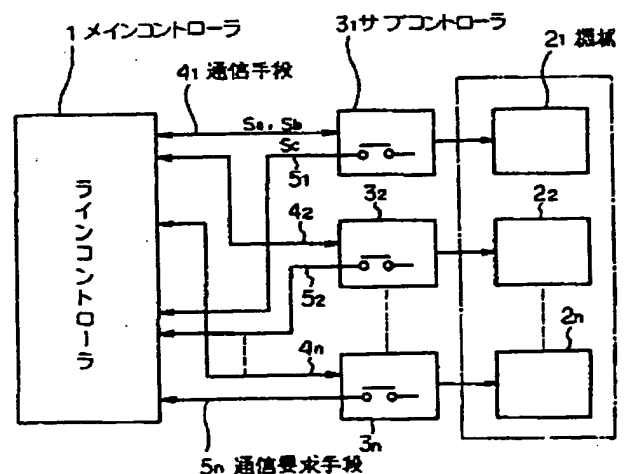 1 メインコントローラ
31 サブコントローラ
21 機械
41 通信手段
Sa, Sb
Sc
51
32
22
42
52
ラインコントローラ
2n
4n
3n
5n 通信要求手段